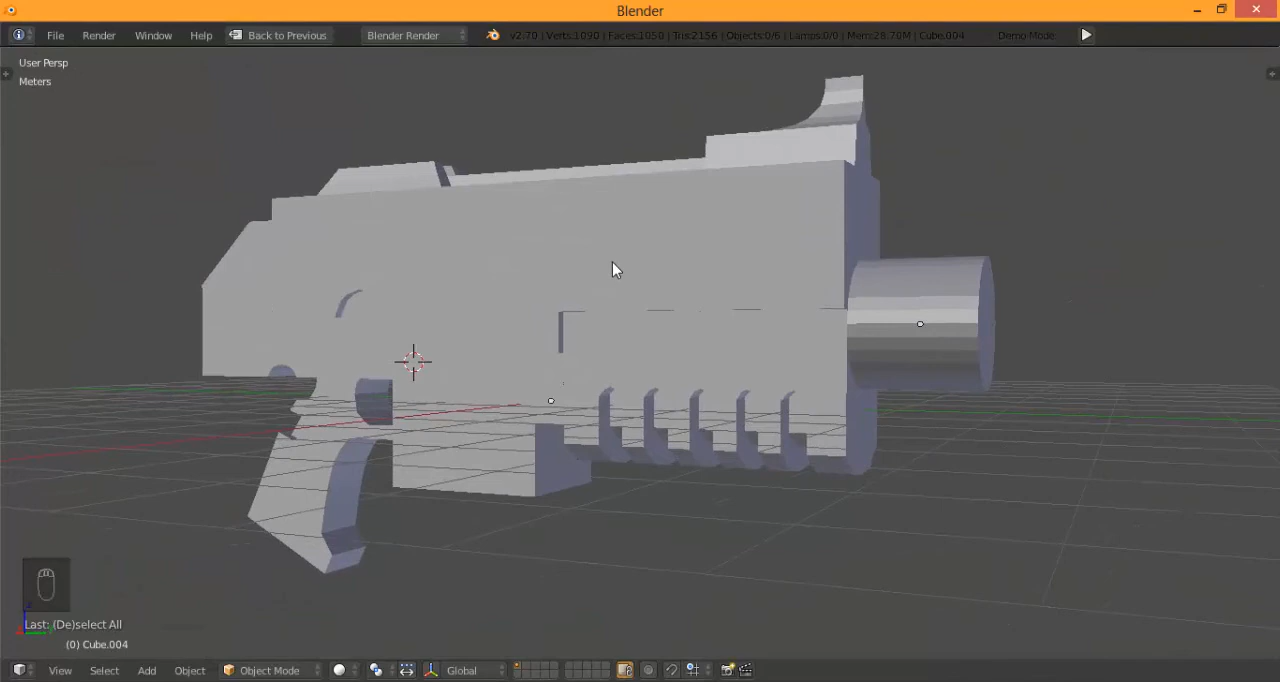 Blender
File Render Window Help Back to Previous Blender Render v2.70 | Verts:1090 | Faces:1050 | Tris:2156 | Objects:0/6 | Lamps:0/0 | Mem:28.70M | Cube.004 Demo Mode
User Persp
Meters
Last: (De)select All
(0) Cube.004
View Select Add Object Object Mode Global